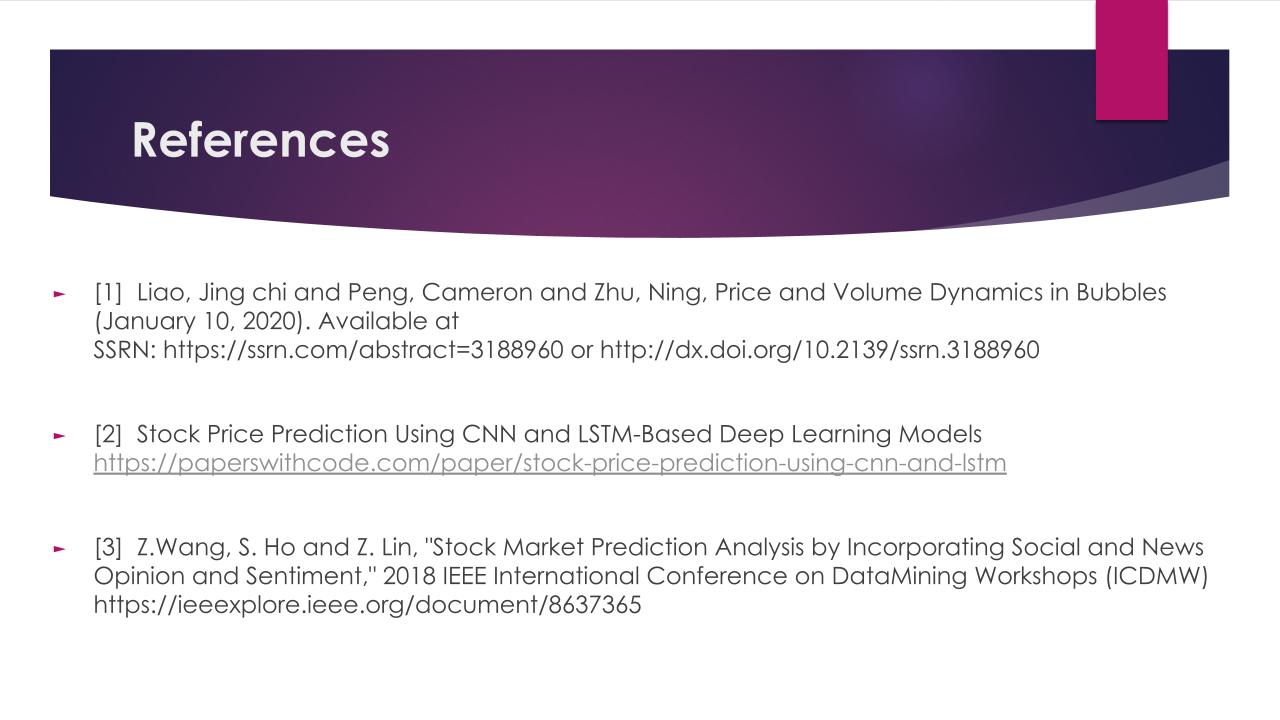 References
► [1]  Liao, Jing chi and Peng, Cameron and Zhu, Ning, Price and Volume Dynamics in Bubbles
(January 10, 2020). Available at
SSRN: https://ssrn.com/abstract=3188960 or http://dx.doi.org/10.2139/ssrn.3188960
► [2]  Stock Price Prediction Using CNN and LSTM-Based Deep Learning Models
https://paperswithcode.com/paper/stock-price-prediction-using-cnn-and-lstm
► [3]  Z.Wang, S. Ho and Z. Lin, "Stock Market Prediction Analysis by Incorporating Social and News
Opinion and Sentiment," 2018 IEEE International Conference on DataMining Workshops (ICDMW)
https://ieeexplore.ieee.org/document/8637365